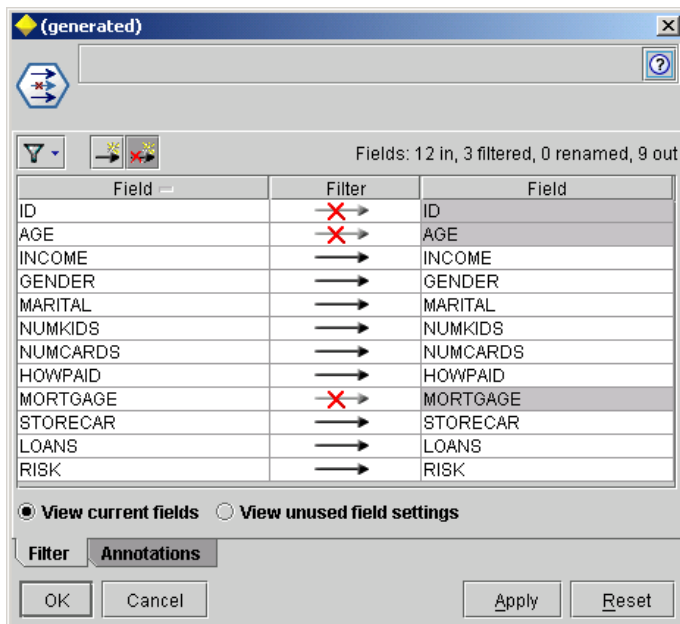 (generated)
Fields: 12 in, 3 filtered, 0 renamed, 9 out
Field Filter Field
ID ID
AGE AGE
INCOME INCOME
GENDER GENDER
MARITAL MARITAL
NUMKIDS NUMKIDS
NUMCARDS NUMCARDS
HOWPAID HOWPAID
MORTGAGE MORTGAGE
STORECAR STORECAR
LOANS LOANS
RISK RISK
View current fields View unused field settings
Filter Annotations
OK Cancel Apply Reset